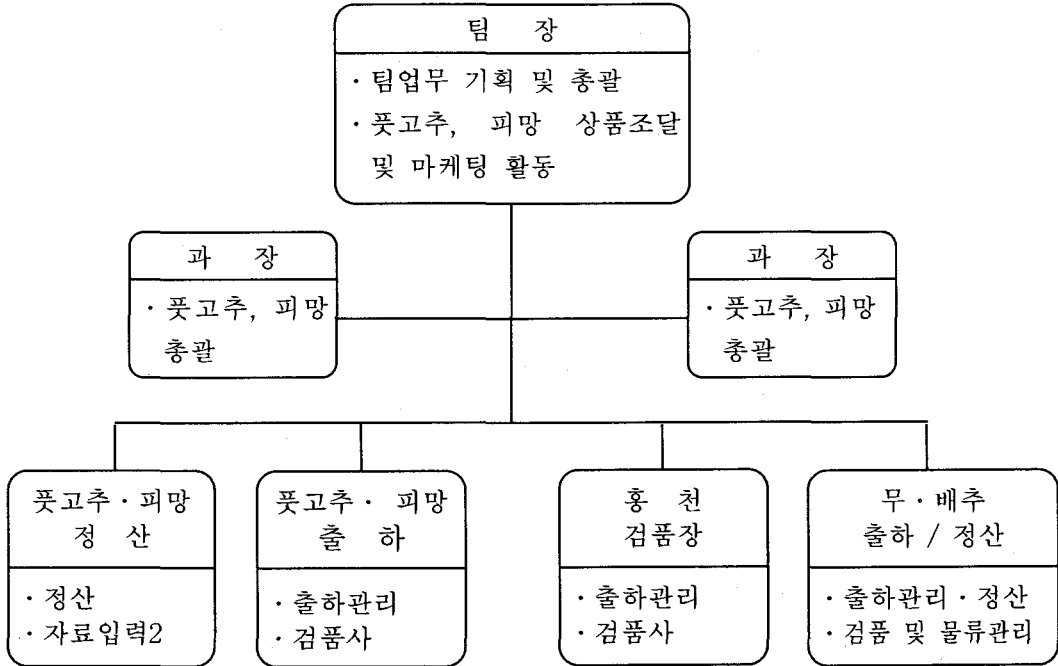 팀 장
· 팀업무 기획 및 총괄
· 풋고추, 피망 상품조달
및 마케팅 활동
과 장
· 풋고추, 피망
총괄
과 장
· 풋고추, 피망
총괄
풋고추 · 피망
정 산
· 정산
· 자료입력2
풋고추 · 피망
출 하
· 출하관리
· 검품사
홍 천
검품장
· 출하관리
· 검품사
무 · 배추
출하 / 정산
· 출하관리 · 정산
· 검품 및 물류관리